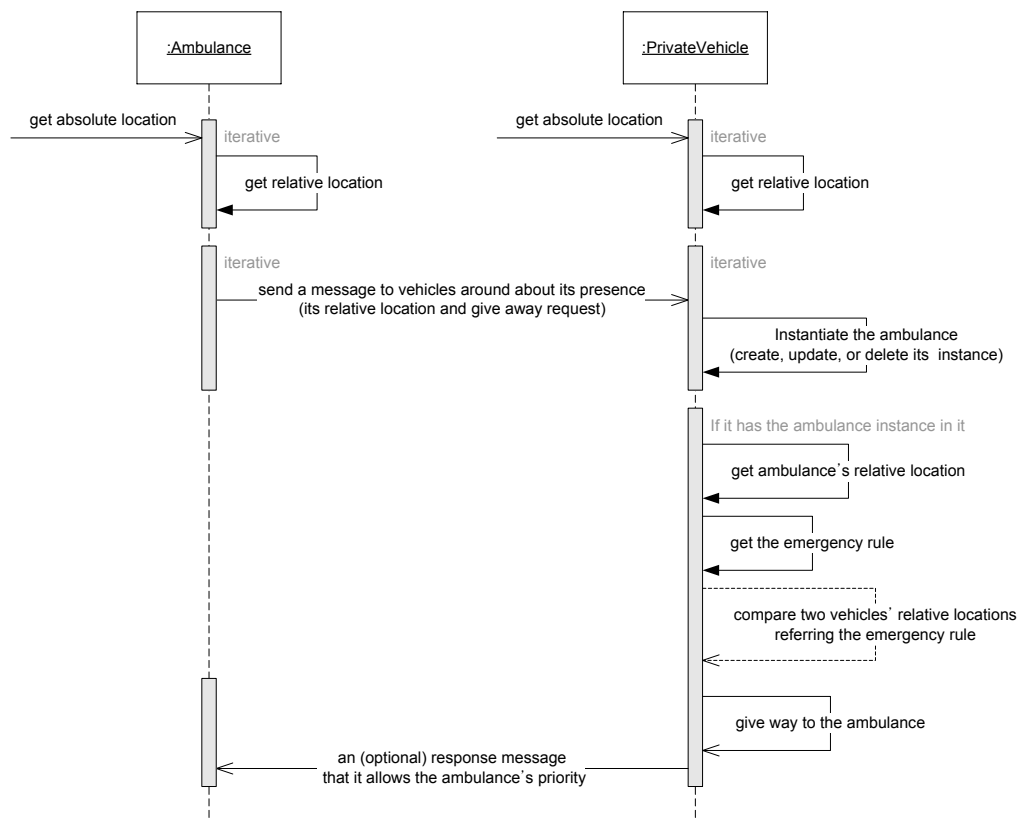 :Ambulance
:PrivateVehicle
get absolute location
get absolute location
iterative
iterative
get relative location
get relative location
iterative
iterative
send a message to vehicles around about its presence
(its relative location and give away request)
Instantiate the ambulance
(create, update, or delete its instance)
If it has the ambulance instance in it
get ambulance's relative location
get the emergency rule
compare two vehicles' relative locations
referring the emergency rule
give way to the ambulance
an (optional) response message
that it allows the ambulance's priority